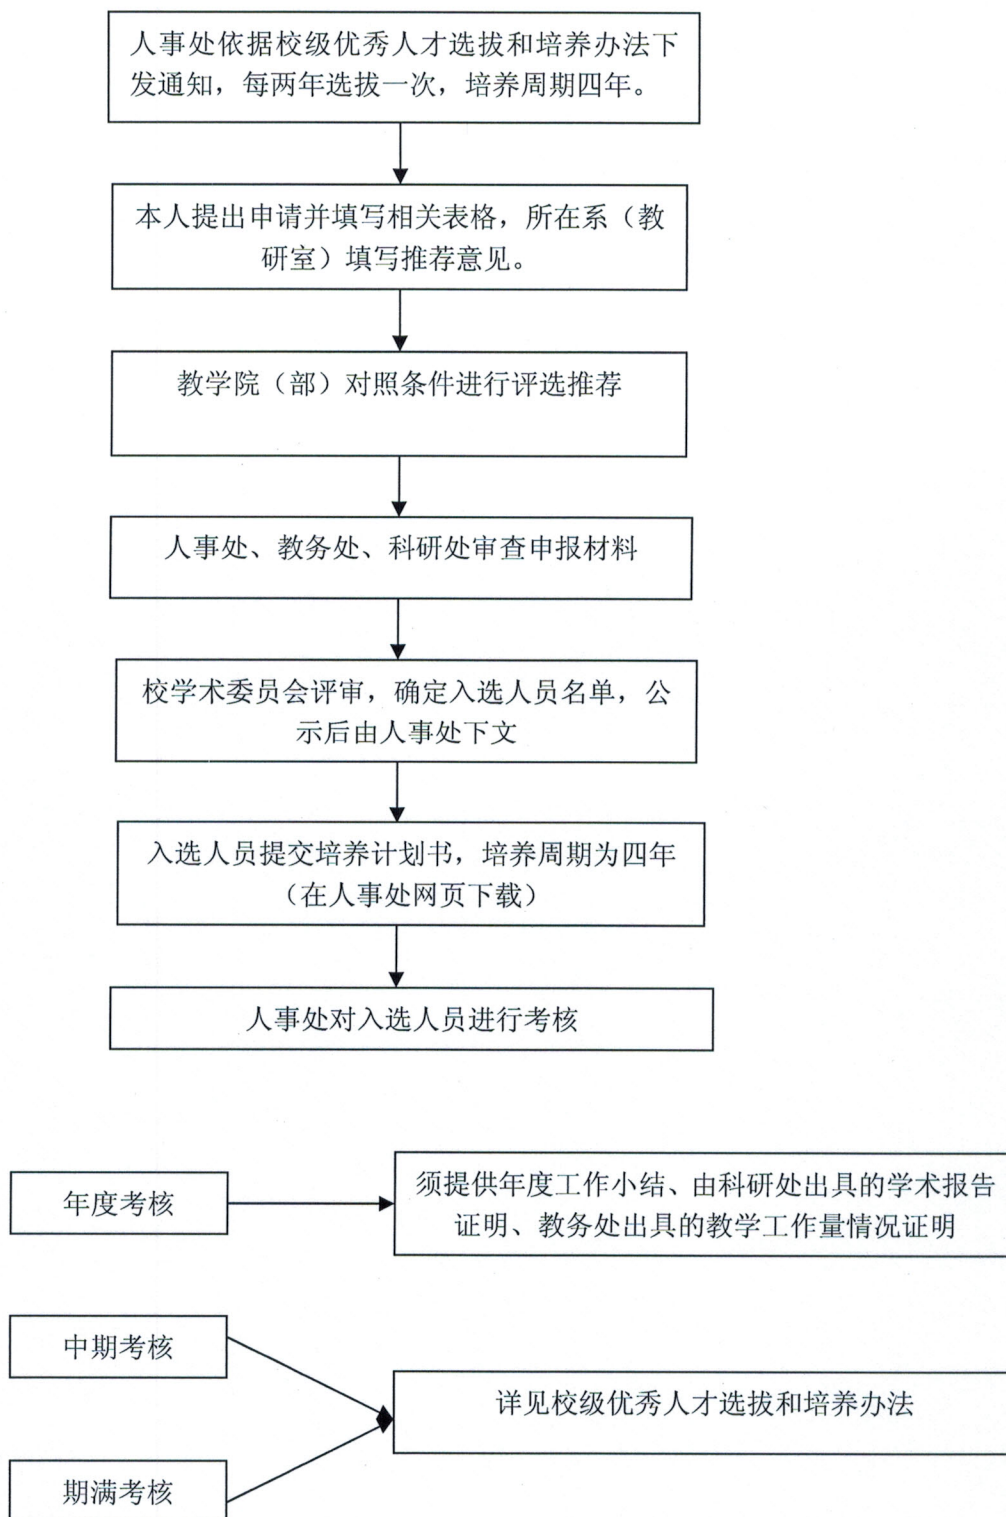 人事处依据校级优秀人才选拔和培养办法下
发通知，每两年选拔一次，培养周期四年。
本人提出申请并填写相关表格，所在系（教
研室）填写推荐意见。
教学院（部）对照条件进行评选推荐
人事处、教务处、科研处审查申报材料
校学术委员会评审，确定入选人员名单，公
示后由人事处下文
入选人员提交培养计划书，培养周期为四年
（在人事处网页下载）
人事处对入选人员进行考核
年度考核
须提供年度工作小结、由科研处出具的学术报告
证明、教务处出具的教学工作量情况证明
中期考核
详见校级优秀人才选拔和培养办法
期满考核